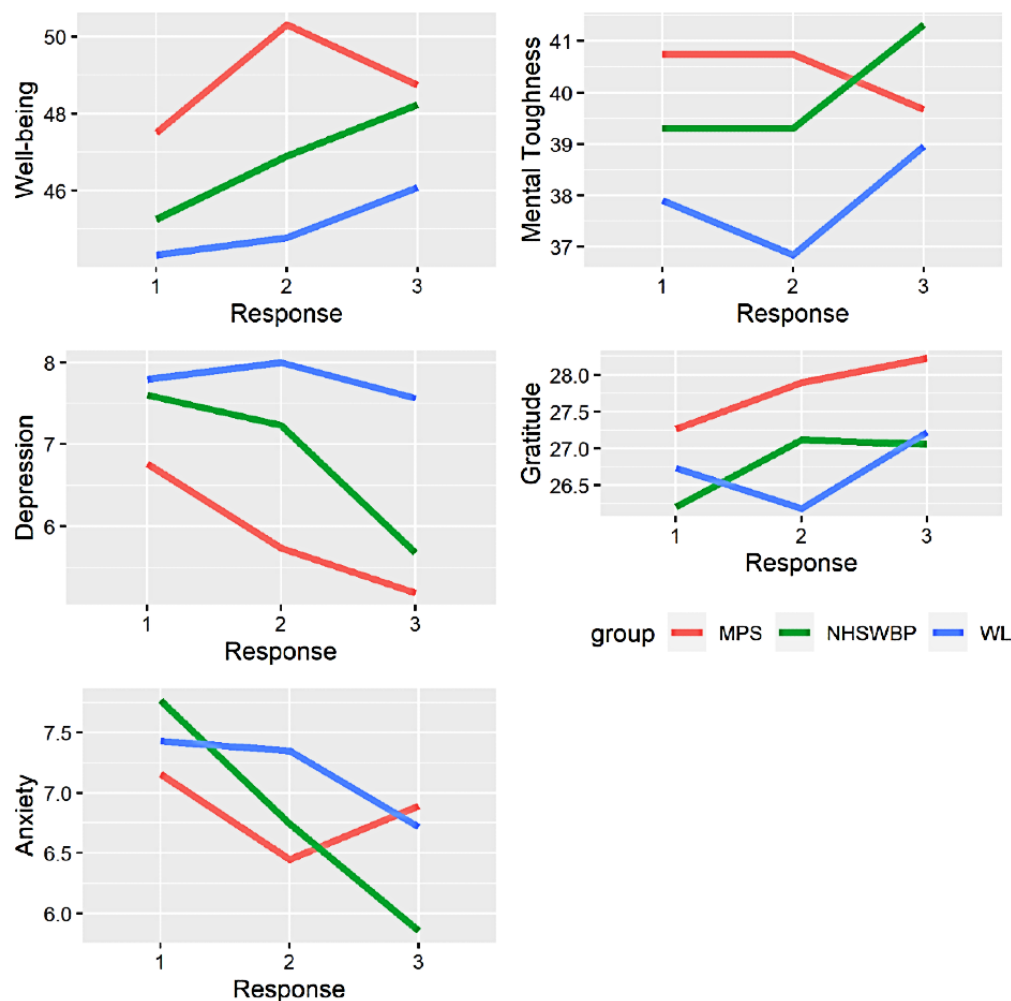 Well-being
50
48
46
1 2 3
Response
Mental Toughness
41
40
39
38
37
1 2 3
Response
Depression
8
7
6
1 2 3
Response
Gratitude
28.0
27.5
27.0
26.5
1 2 3
Response
group MPS NHSWBP WL
Anxiety
7.5
7.0
6.5
6.0
1 2 3
Response